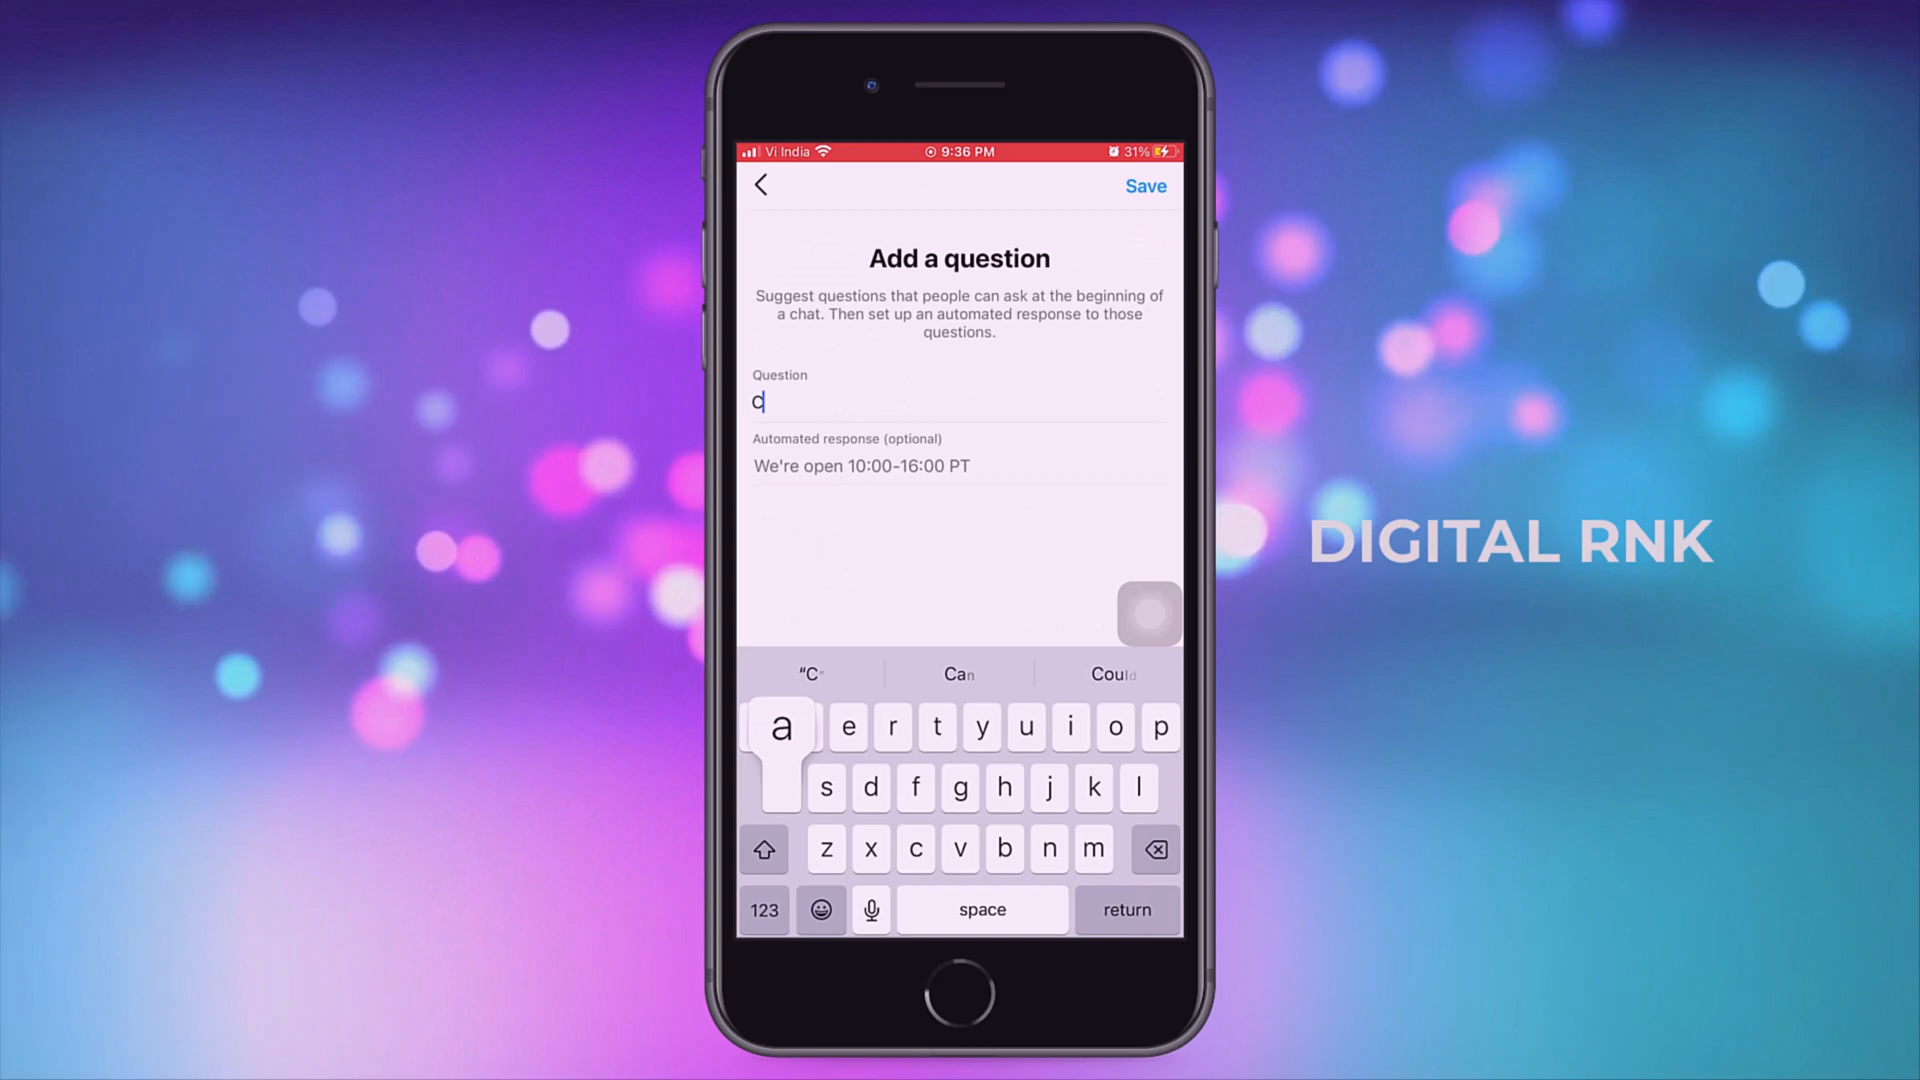 Vi India 9:36 PM 31%
Save
Add a question
Suggest questions that people can ask at the beginning of
a chat. Then set up an automated response to those
questions.
Question
C
Automated response (optional)
We're open 10:00-16:00 PT
DIGITAL RNK
“C” Can Could
a e r t y u i o p
s d f g h j k l
z x c v b n m
123 space return